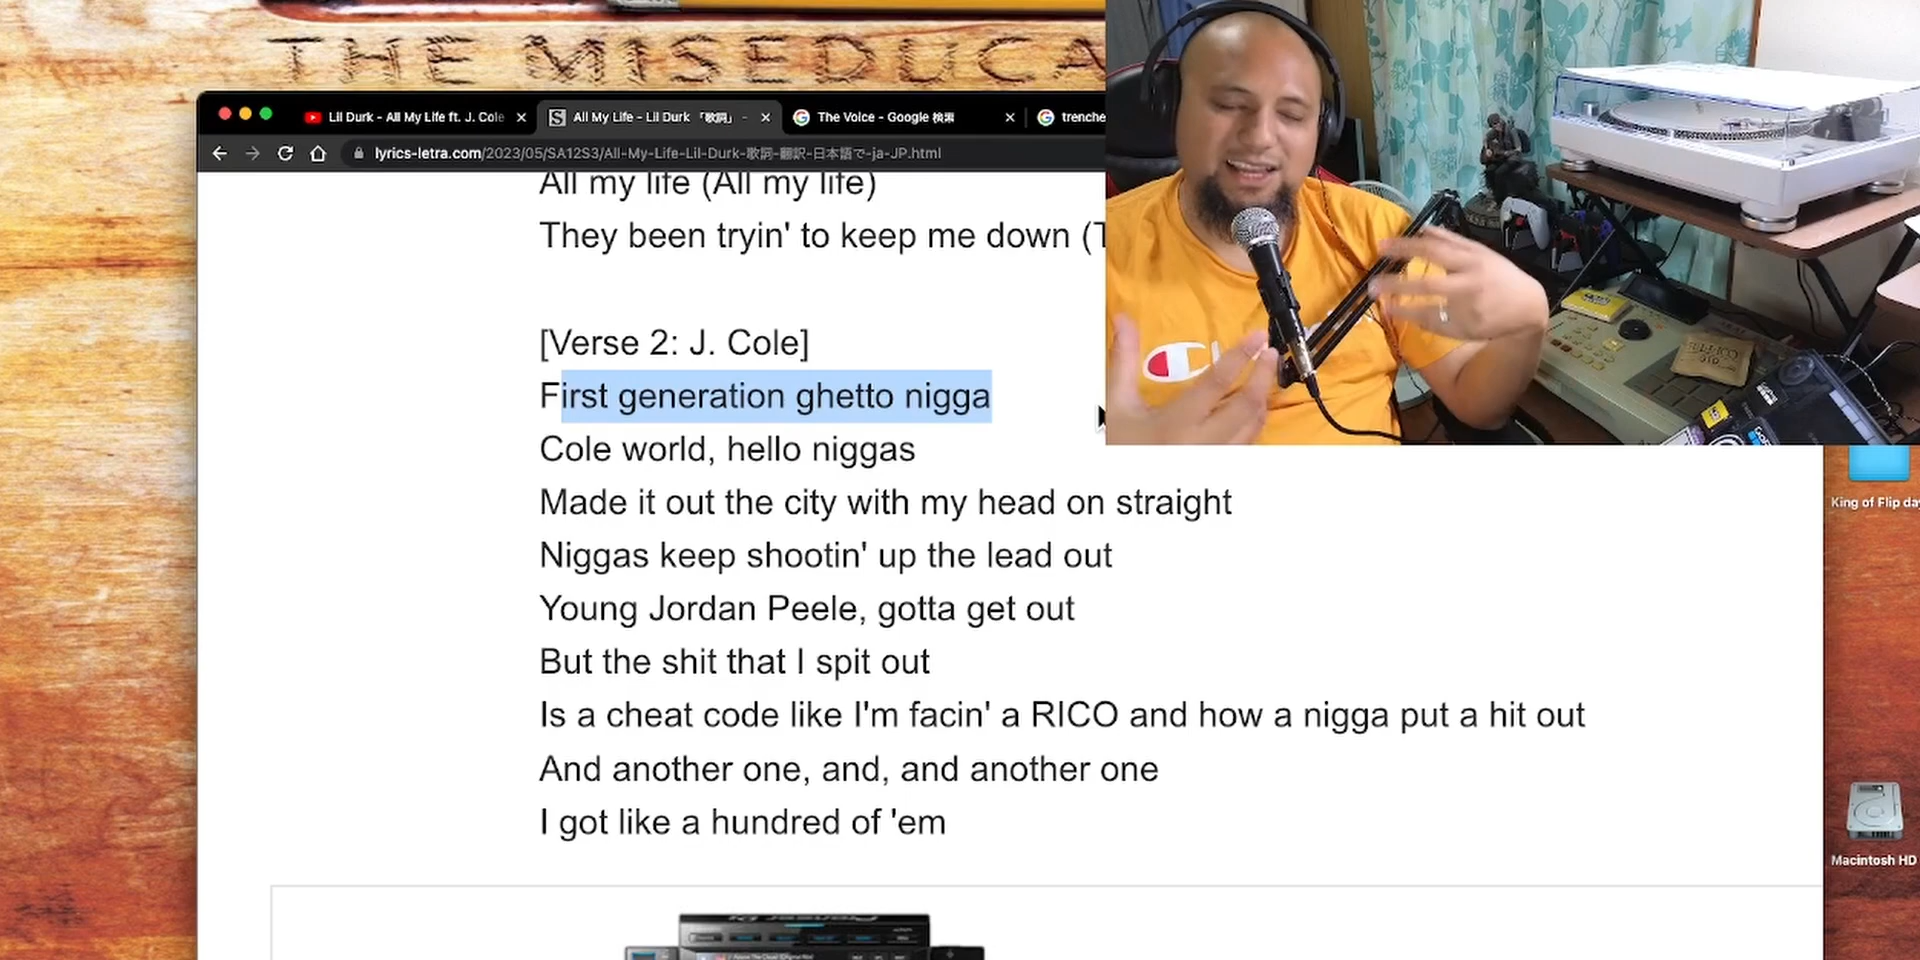 THE MISEDUCA
Lil Durk - All My Life ft. J. Cole
All My Life - Lil Durk 「歌詞」 -
The Voice - Google 検索
trenche
lyrics-letra.com/2023/05/SA12S3/All-My-Life-Lil-Durk-歌詞-翻訳-日本語で-ja-JP.html
All my life (All my life)
They been tryin' to keep me down (T
[Verse 2: J. Cole]
First generation ghetto nigga
Cole world, hello niggas
Made it out the city with my head on straight
Niggas keep shootin' up the lead out
Young Jordan Peele, gotta get out
But the shit that I spit out
Is a cheat code like I'm facin' a RICO and how a nigga put a hit out
And another one, and, and another one
I got like a hundred of 'em
King of Flip day
Macintosh HD